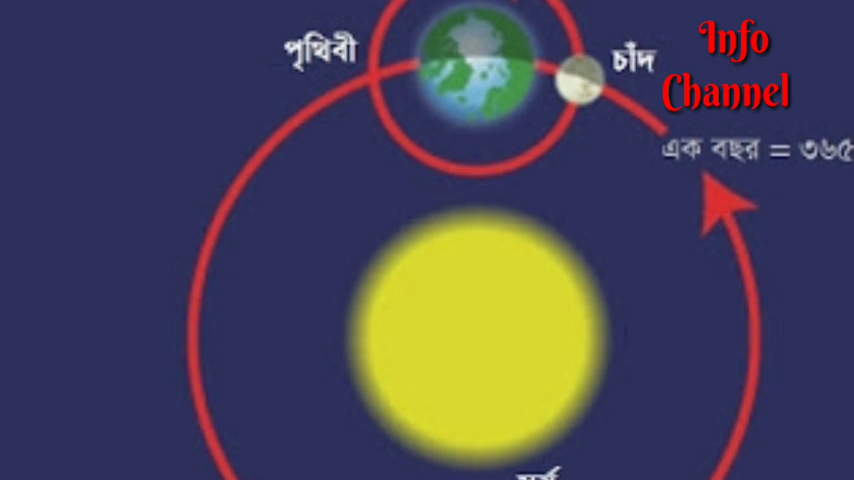 Info
Channel
পৃথিবী
চাঁদ
এক বছর = ৩৬৫